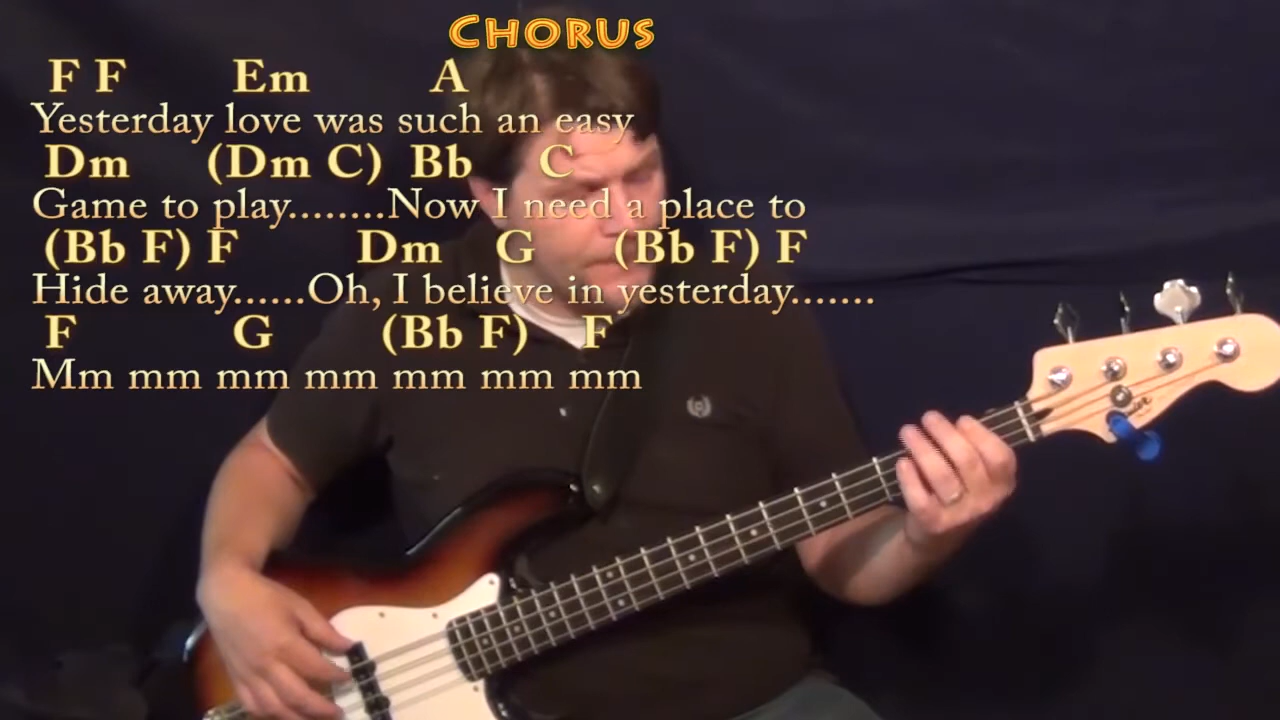 CHORUS
F F Em A
Yesterday love was such an easy
Dm (Dm C) Bb C
Game to play........Now I need a place to
(Bb F) F Dm G (Bb F) F
Hide away......Oh, I believe in yesterday.......
F G (Bb F) F
Mm mm mm mm mm mm mm